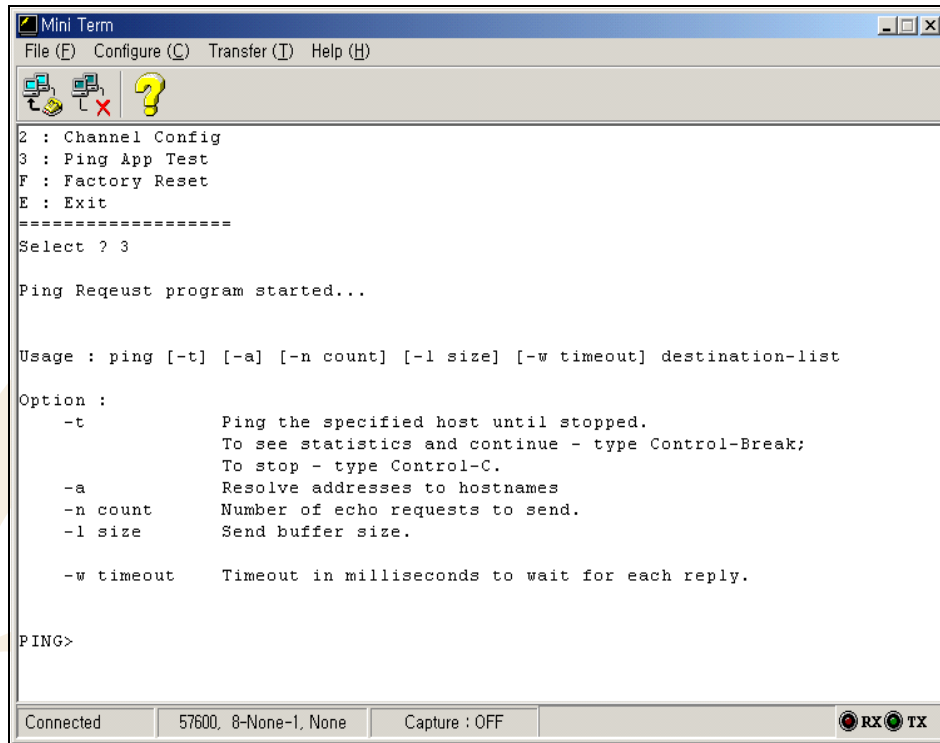 Mini Term
File (F) Configure (C) Transfer (T) Help (H)
2 : Channel Config
3 : Ping App Test
F : Factory Reset
E : Exit
====================
Select ? 3
Ping Reqeust program started...
Usage : ping [-t] [-a] [-n count] [-l size] [-w timeout] destination-list
Option :
-t Ping the specified host until stopped.
To see statistics and continue - type Control-Break;
To stop - type Control-C.
-a Resolve addresses to hostnames
-n count Number of echo requests to send.
-l size Send buffer size.
-w timeout Timeout in milliseconds to wait for each reply.
PING>
Connected 57600, 8-None-1, None Capture : OFF RX TX